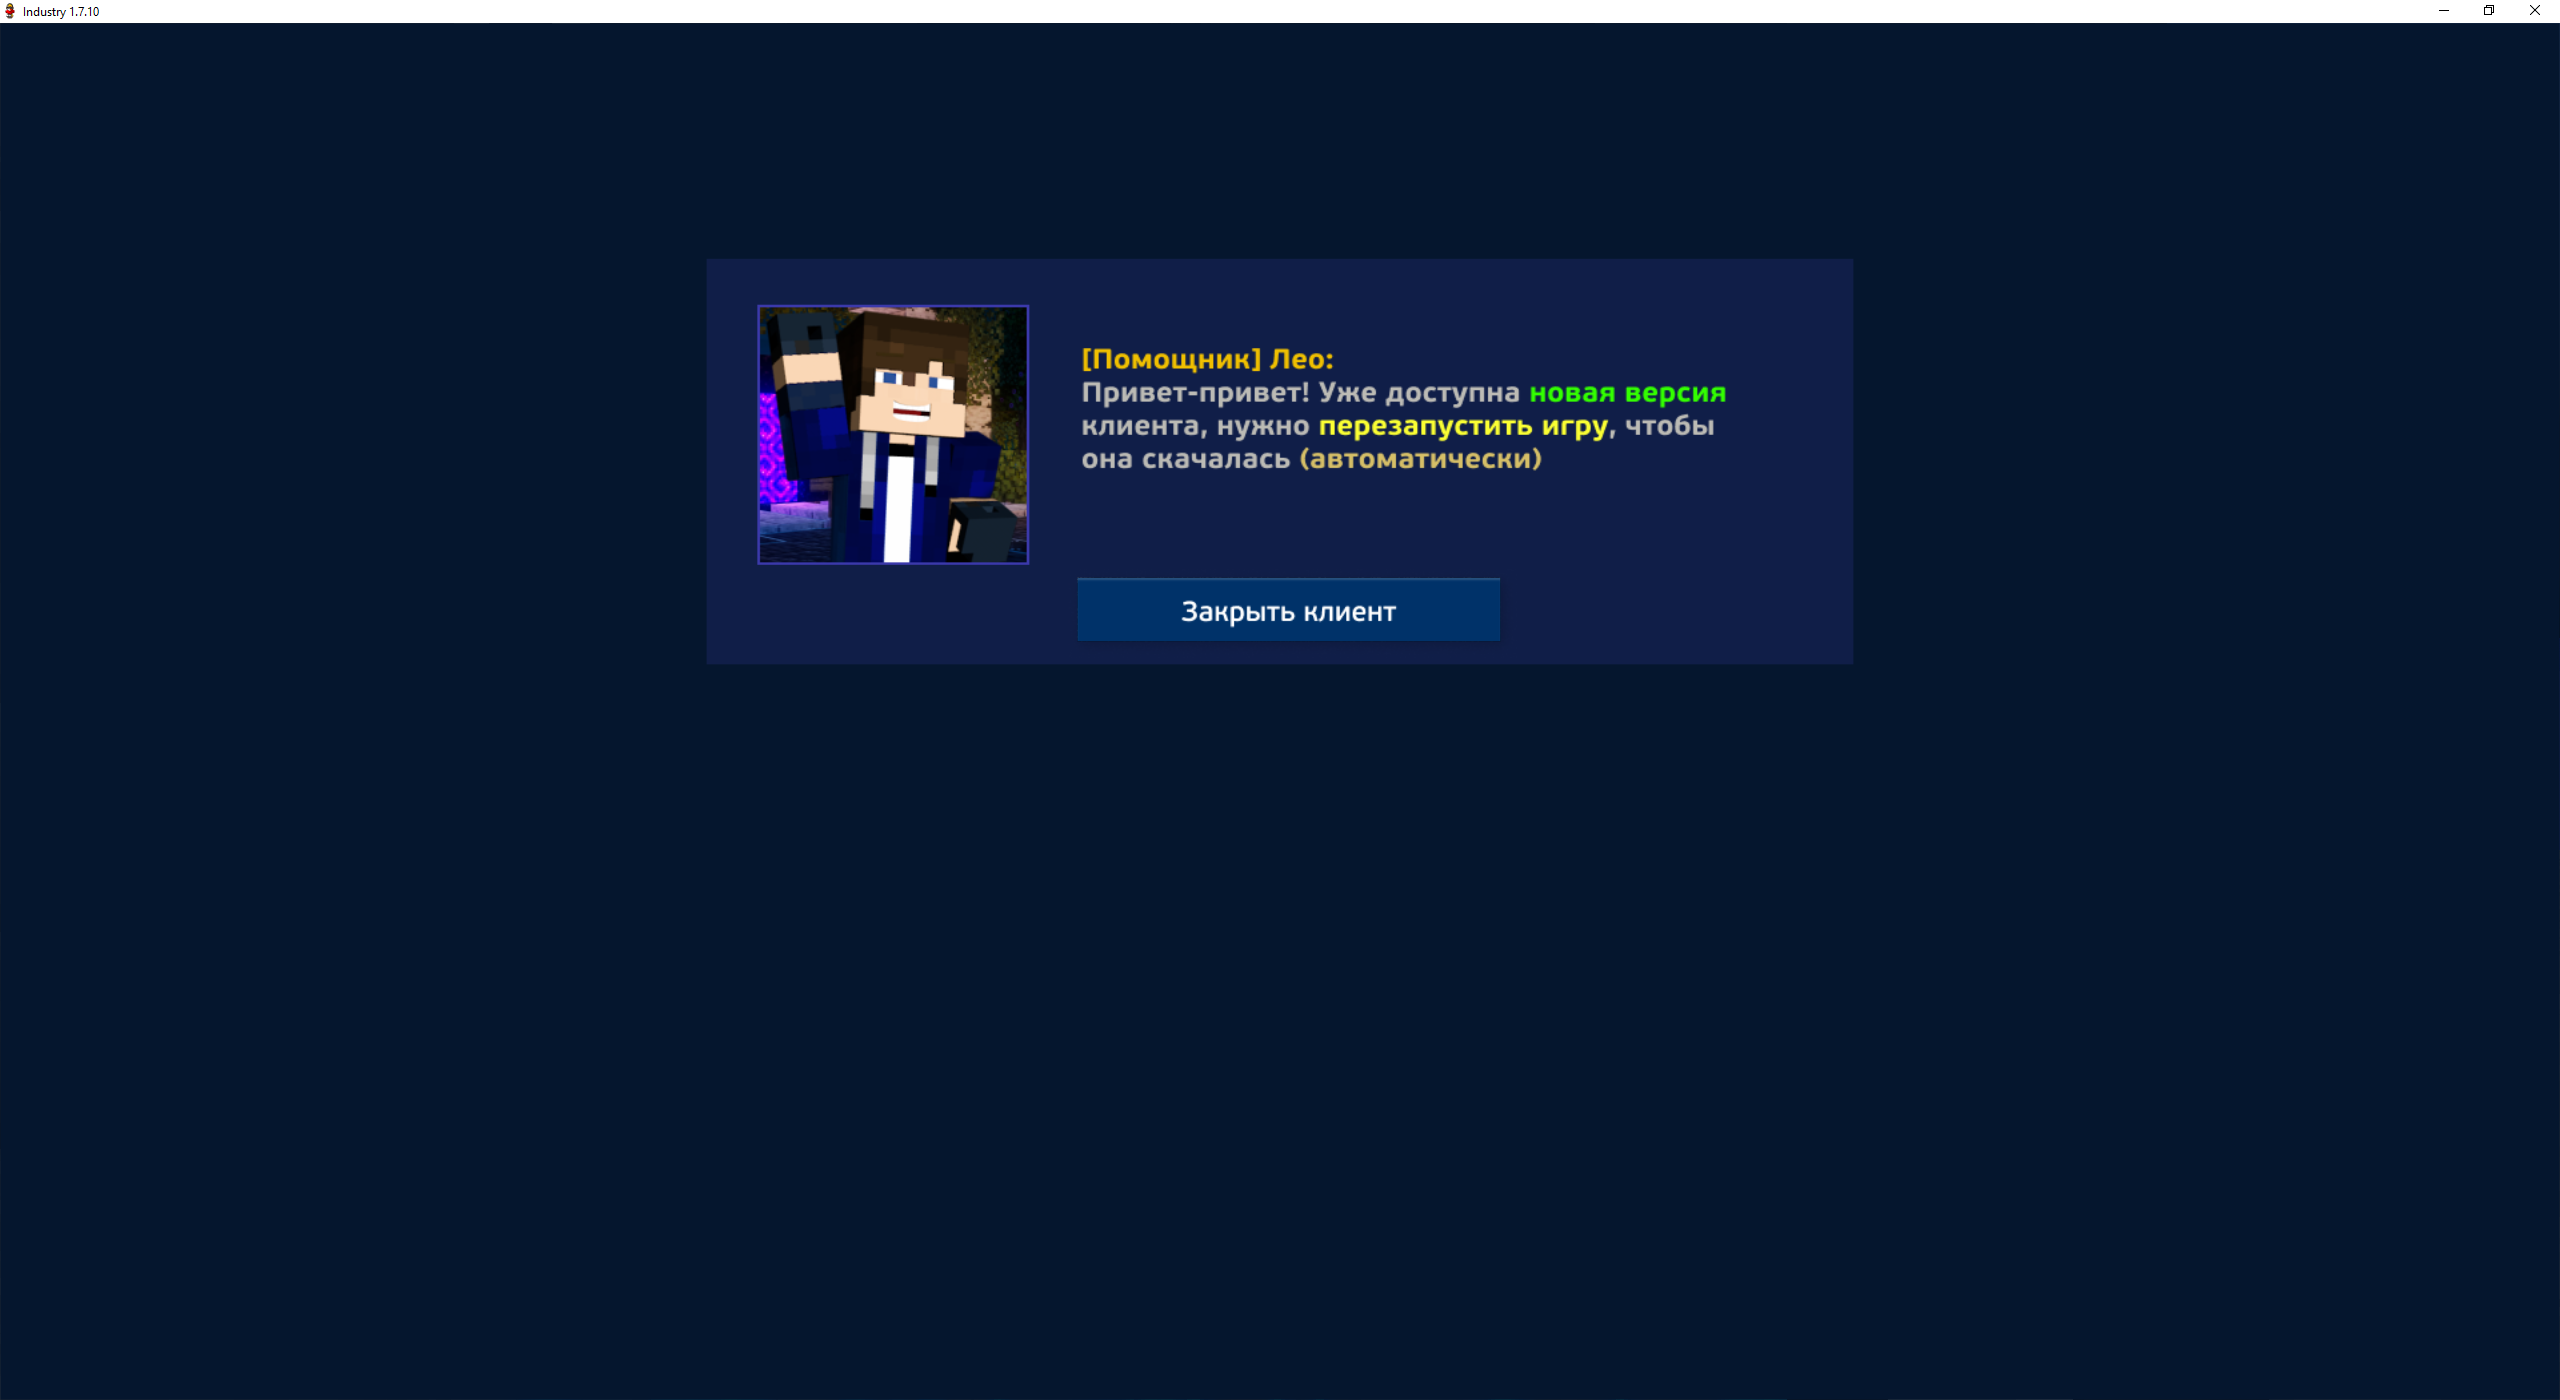 Industry 1.7.10
[Помощник] Лео:
Привет-привет! Уже доступна новая версия
клиента, нужно перезапустить игру, чтобы
она скачалась (автоматически)
Закрыть клиент